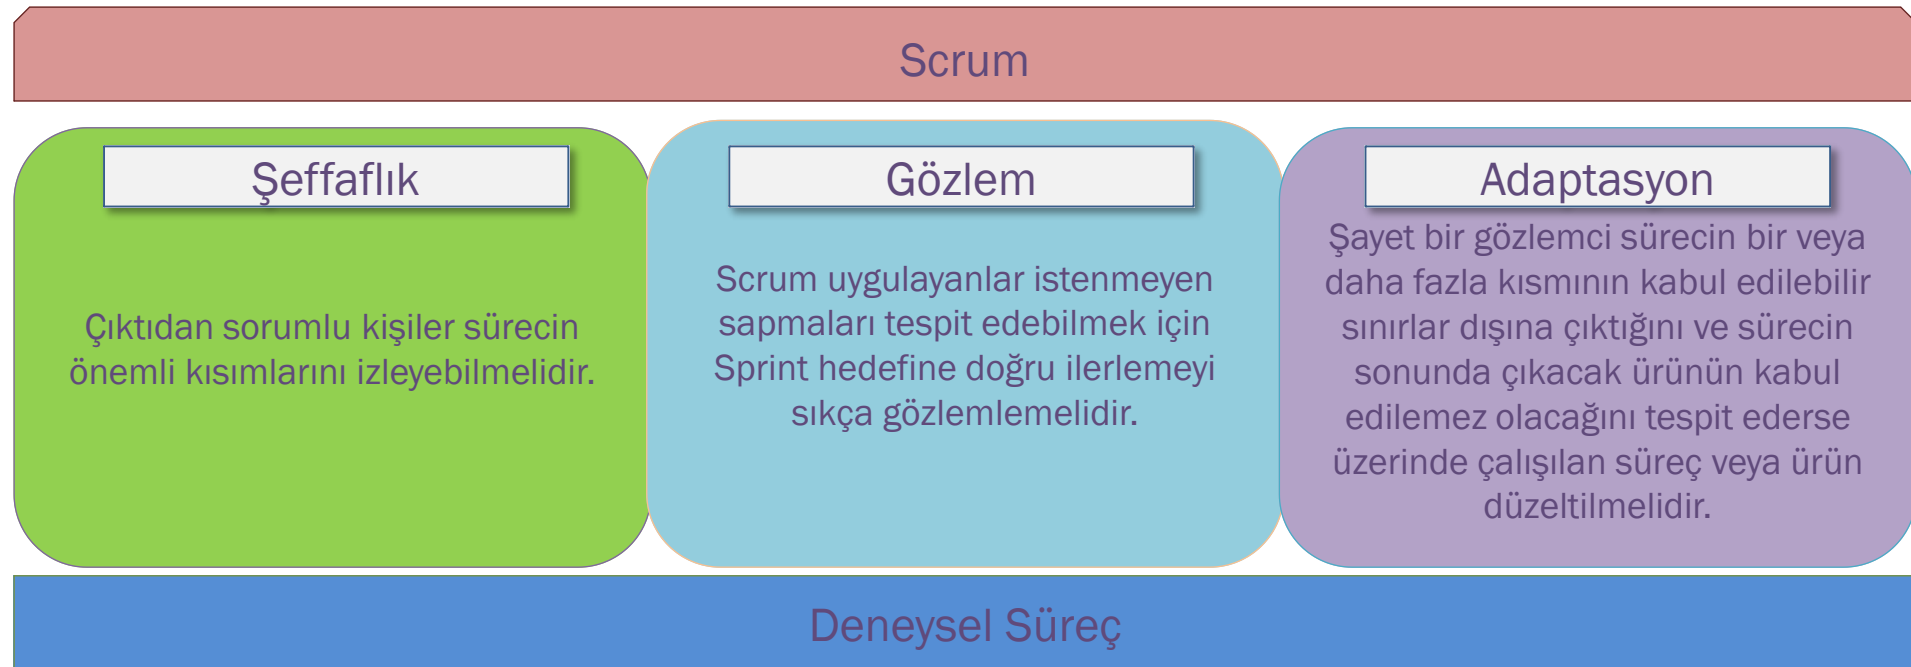 Scrum
Şeffaflık
Çıktıdan sorumlu kişiler sürecin
önemli kısımlarını izleyebilmelidir.
Gözlem
Scrum uygulayanlar istenmeyen
sapmaları tespit edebilmek için
Sprint hedefine doğru ilerlemeyi
sıkça gözlemlemelidir.
Adaptasyon
Şayet bir gözlemci sürecin bir veya
daha fazla kısmının kabul edilebilir
sınırlar dışına çıktığını ve sürecin
sonunda çıkacak ürünün kabul
edilemez olacağını tespit ederse
üzerinde çalışılan süreç veya ürün
düzeltilmelidir.
Deneysel Süreç